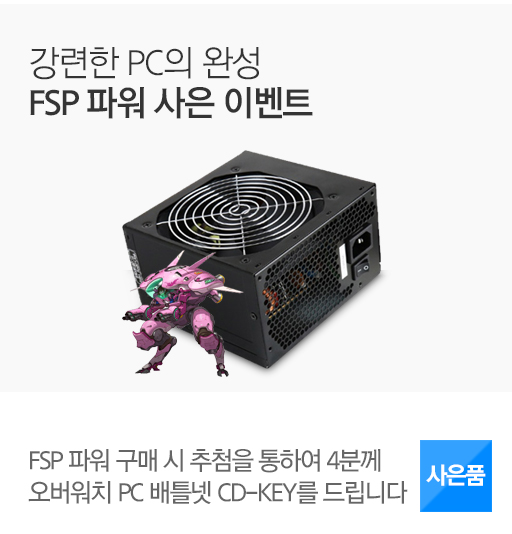 강련한 PC의 완성
FSP 파워 사은 이벤트
FSP 파워 구매 시 추첨을 통하여 4분께
오버워치 PC 배틀넷 CD-KEY를 드립니다
사은품